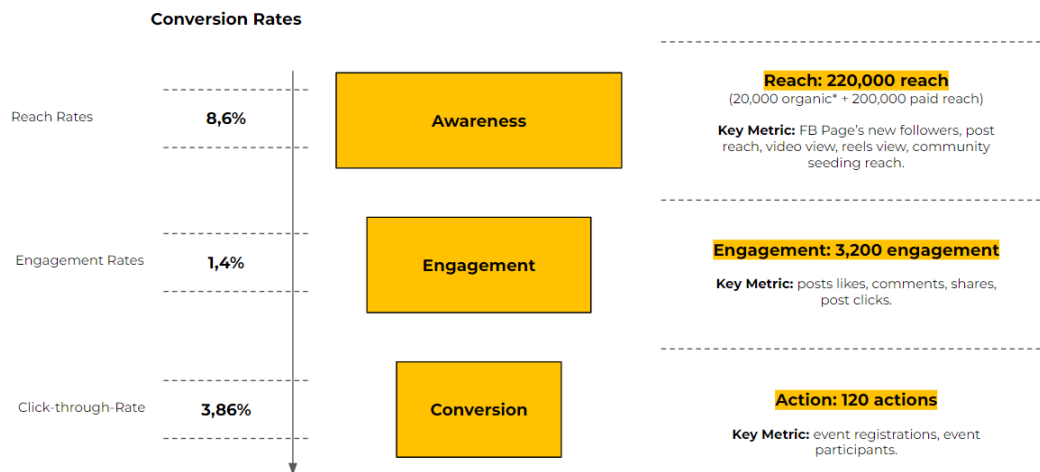 Conversion Rates
Reach Rates
8,6%
Awareness
Reach: 220,000 reach
(20,000 organic* + 200,000 paid reach)
Key Metric: FB Page's new followers, post
reach, video view, reels view, community
seeding reach.
Engagement Rates
1,4%
Engagement
Engagement: 3,200 engagement
Key Metric: posts likes, comments, shares,
post clicks.
Click-through-Rate
3,86%
Conversion
Action: 120 actions
Key Metric: event registrations, event
participants.